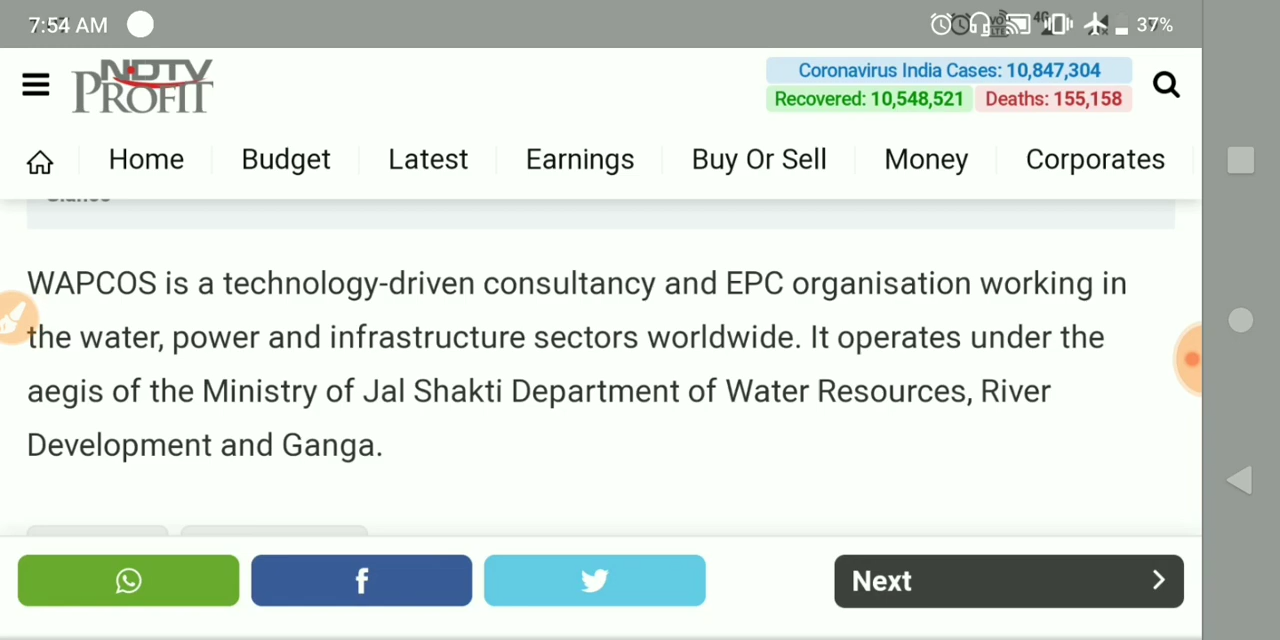 7:54 AM 37%
NDTV
PROFIT
Coronavirus India Cases: 10,847,304
Recovered: 10,548,521 Deaths: 155,158
Home Budget Latest Earnings Buy Or Sell Money Corporates
WAPCOS is a technology-driven consultancy and EPC organisation working in
the water, power and infrastructure sectors worldwide. It operates under the
aegis of the Ministry of Jal Shakti Department of Water Resources, River
Development and Ganga.
Next